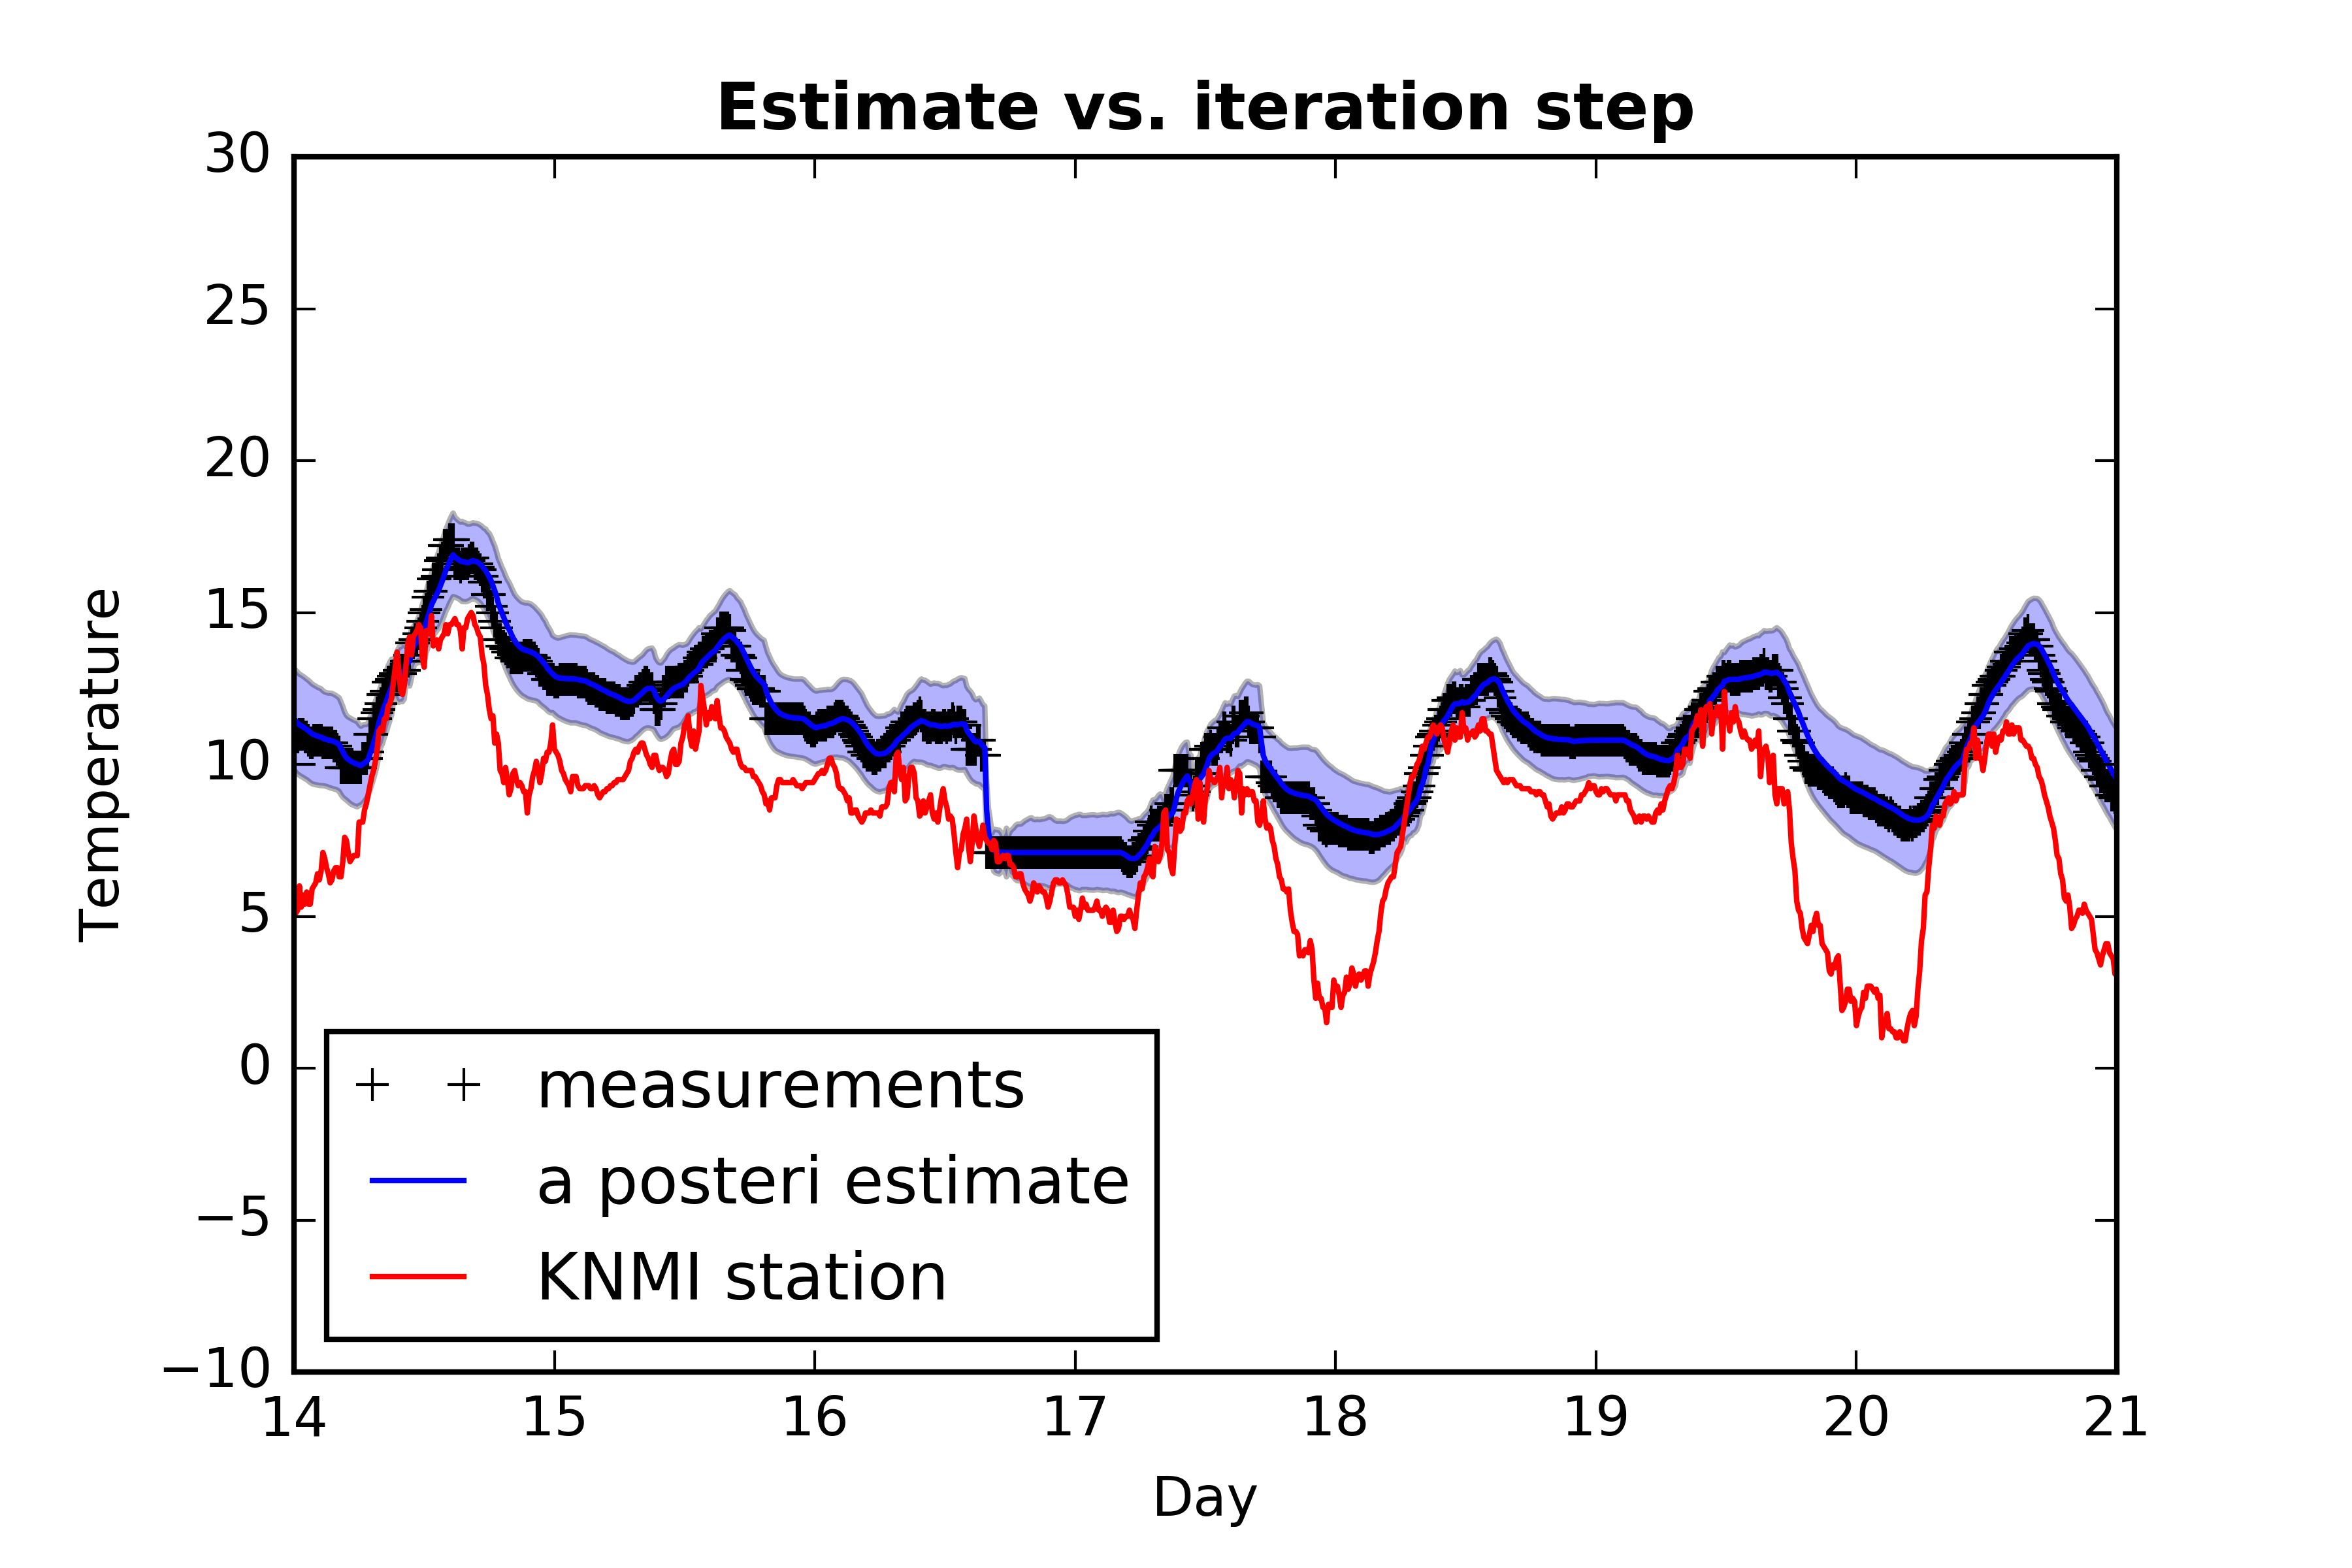 Estimate vs. iteration step
30
25
20
15
10
5
0
−5
−10
Temperature
measurements
a posteri estimate
KNMI station
14 15 16 17 18 19 20 21
Day